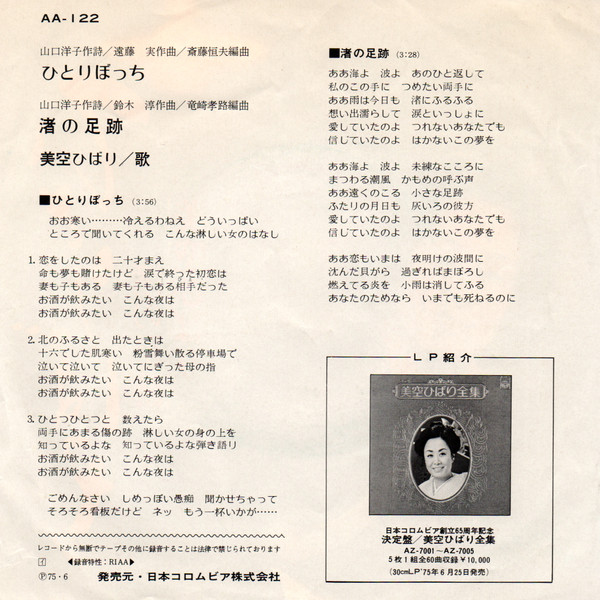 AA-122
山口洋子作詩／遠藤　実作曲／斎藤恒夫編曲
ひとりぼっち
山口洋子作詩／鈴木　淳作曲／竜崎孝路編曲
渚の足跡
美空ひばり／歌
■ひとりぼっち (3:56)
おお寒い………冷えるわねえ　どういっぱい
ところで聞いてくれる　こんな淋しい女のはなし
1. 恋をしたのは　二十才まえ
命も夢も賭けたけど　涙で終った初恋は
妻も子もある　妻も子もある相手だった
お酒が飲みたい　こんな夜は
お酒が飲みたい　こんな夜は
2. 北のふるさと　出たときは
十六でした肌寒い　粉雪舞い散る停車場で
泣いて泣いて　泣いてにぎった母の指
お酒が飲みたい　こんな夜は
お酒が飲みたい　こんな夜は
3. ひとつひとつと　数えたら
両手にあまる傷の跡　淋しい女の身の上を
知っているよな　知っているよな弾き語り
お酒が飲みたい　こんな夜は
お酒が飲みたい　こんな夜は
ごめんなさい　しめっぽい愚痴　聞かせちゃって
そろそろ看板だけど　ネッ　もう一杯いかが……
レコードから無断でテープその他に録音することは法律で禁じられております
◀録音特性：RIAA▶
Ⓟ75・6　発売元・日本コロムビア株式会社
■渚の足跡 (3:28)
ああ海よ　波よ　あのひと返して
私のこの手に　つめたい両手に
ああ雨は今日も　渚にふるふる
想い出濡らして　涙といっしょに
愛していたのよ　つれないあなたでも
信じていたのよ　はかないこの夢を
ああ海よ　波よ　未練なこころに
まつわる潮風　かもめの呼ぶ声
ああ遠くのこる　小さな足跡
ふたりの月日も　灰いろの彼方
愛していたのよ　つれないあなたでも
信じていたのよ　はかないこの夢を
ああ恋もいまは　夜明けの波間に
沈んだ貝がら　過ぎればまぼろし
燃えてる炎を　小雨は消してふる
あなたのためなら　いまでも死ねるのに
LP紹介
美空ひばり全集
日本コロムビア創立65周年記念
決定盤／美空ひばり全集
AZ-7001〜AZ-7005
5枚1組全60曲収録￥10,000
(30cmLP'75年6月25日発売)